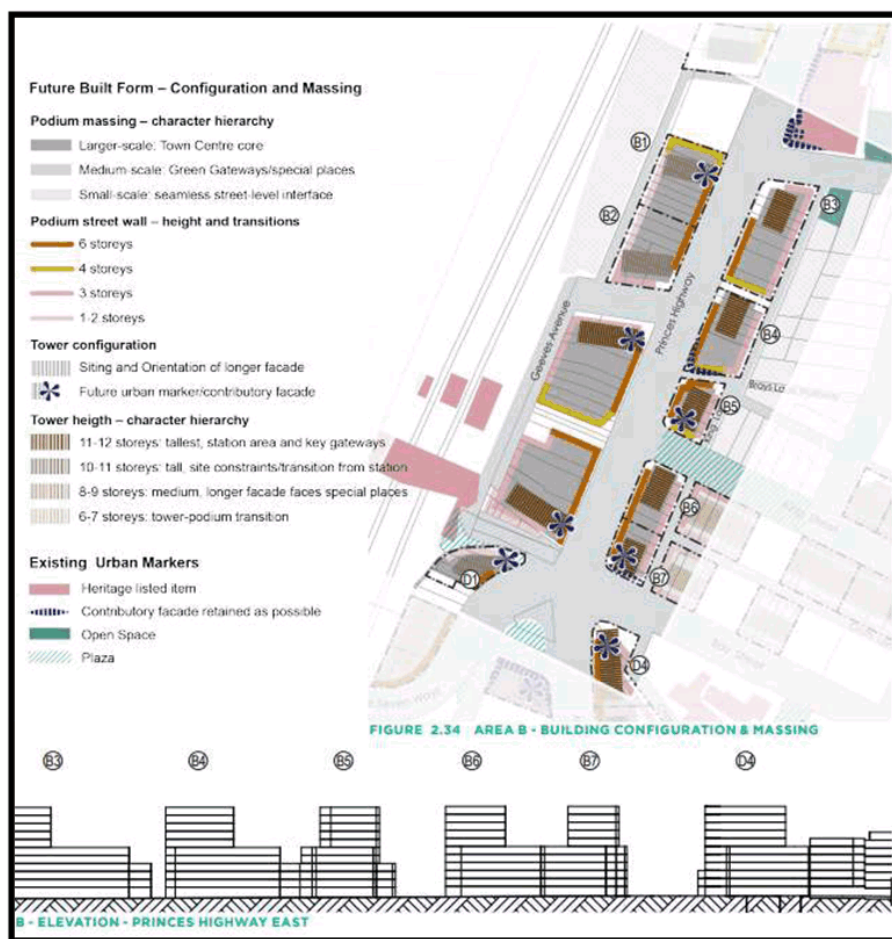 Future Built Form – Configuration and Massing
Podium massing – character hierarchy
Larger-scale: Town Centre core
Medium-scale: Green Gateways/special places
Small-scale: seamless street-level interface
Podium street wall – height and transitions
6 storeys
4 storeys
3 storeys
1-2 storeys
Tower configuration
Siting and Orientation of longer facade
Future urban marker/contributory facade
Tower heigth – character hierarchy
11-12 storeys: tallest, station area and key gateways
10-11 storeys: tall, site constraints/transition from station
8-9 storeys: medium, longer facade faces special places
6-7 storeys: tower-podium transition
Existing Urban Markers
Heritage listed item
Contributory facade retained as possible
Open Space
Plaza
B1
B2
B3
Princes Highway
Geeves Avenue
B4
Brays La
B5
B6
B7
D1
D4
Bay Street
Seven Ways
FIGURE 2.34 AREA B - BUILDING CONFIGURATION & MASSING
B3 B4 B5 B6 B7 D4
B - ELEVATION - PRINCES HIGHWAY EAST